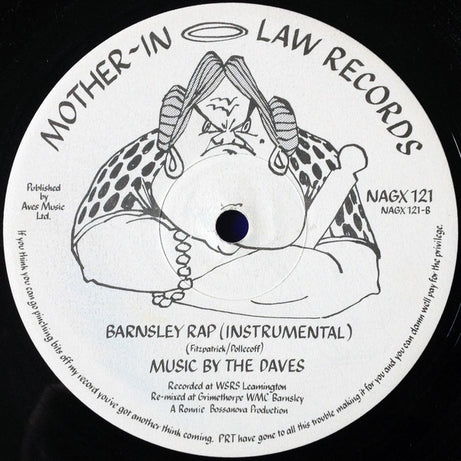 MOTHER-IN LAW RECORDS
Published
by
Aves Music
Ltd.
NAGX 121
NAGX 121-B
BARNSLEY RAP (INSTRUMENTAL)
(Fitzpatrick/Pollecoff)
MUSIC BY THE DAVES
Recorded at WSRS Leamington
Re-mixed at Grimethorpe WMC Barnsley
A Ronnie Bossanova Production
If you think you can go pinching bits off my record you've got another think coming. PRT have gone to all this trouble making it for you and you can damn well pay for the privilege.